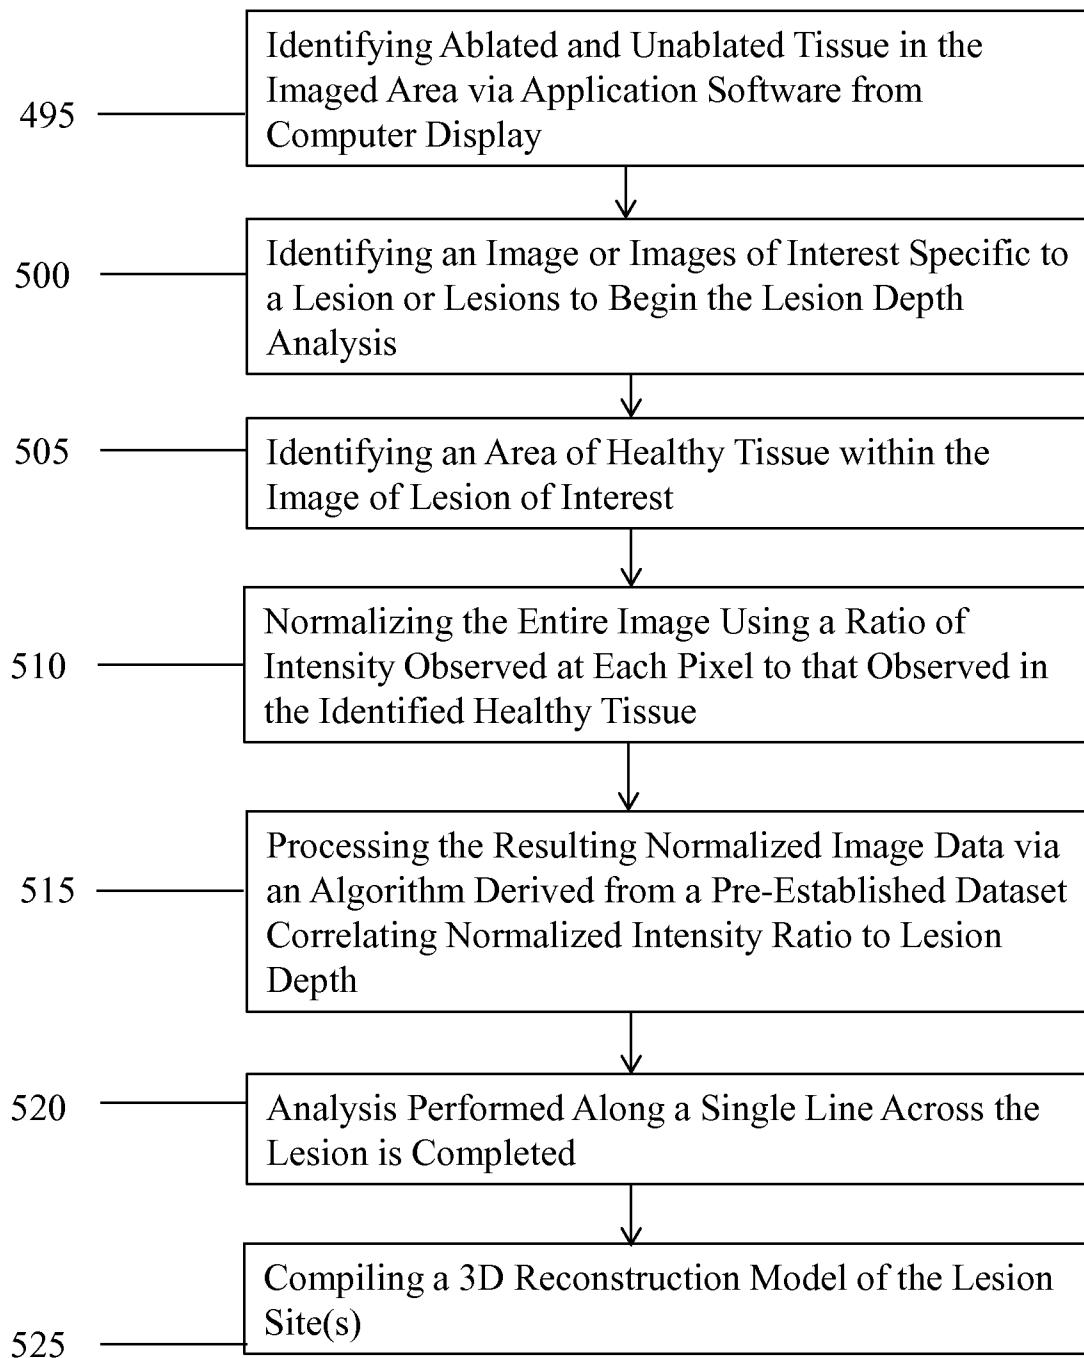 Identifying Ablated and Unablated Tissue in the
Imaged Area via Application Software from
Computer Display
495
Identifying an Image or Images of Interest Specific to
a Lesion or Lesions to Begin the Lesion Depth
Analysis
500
Identifying an Area of Healthy Tissue within the
Image of Lesion of Interest
505
Normalizing the Entire Image Using a Ratio of
Intensity Observed at Each Pixel to that Observed in
the Identified Healthy Tissue
510
Processing the Resulting Normalized Image Data via
an Algorithm Derived from a Pre-Established Dataset
Correlating Normalized Intensity Ratio to Lesion
Depth
515
Analysis Performed Along a Single Line Across the
Lesion is Completed
520
Compiling a 3D Reconstruction Model of the Lesion
Site(s)
525